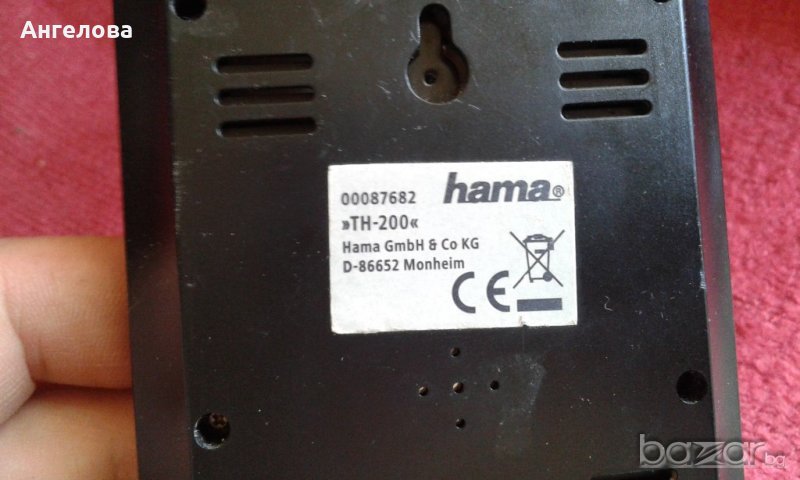 Ангелова
00087682 hama®
»TH-200«
Hama GmbH & Co KG
D-86652 Monheim
CE
bazar.bg